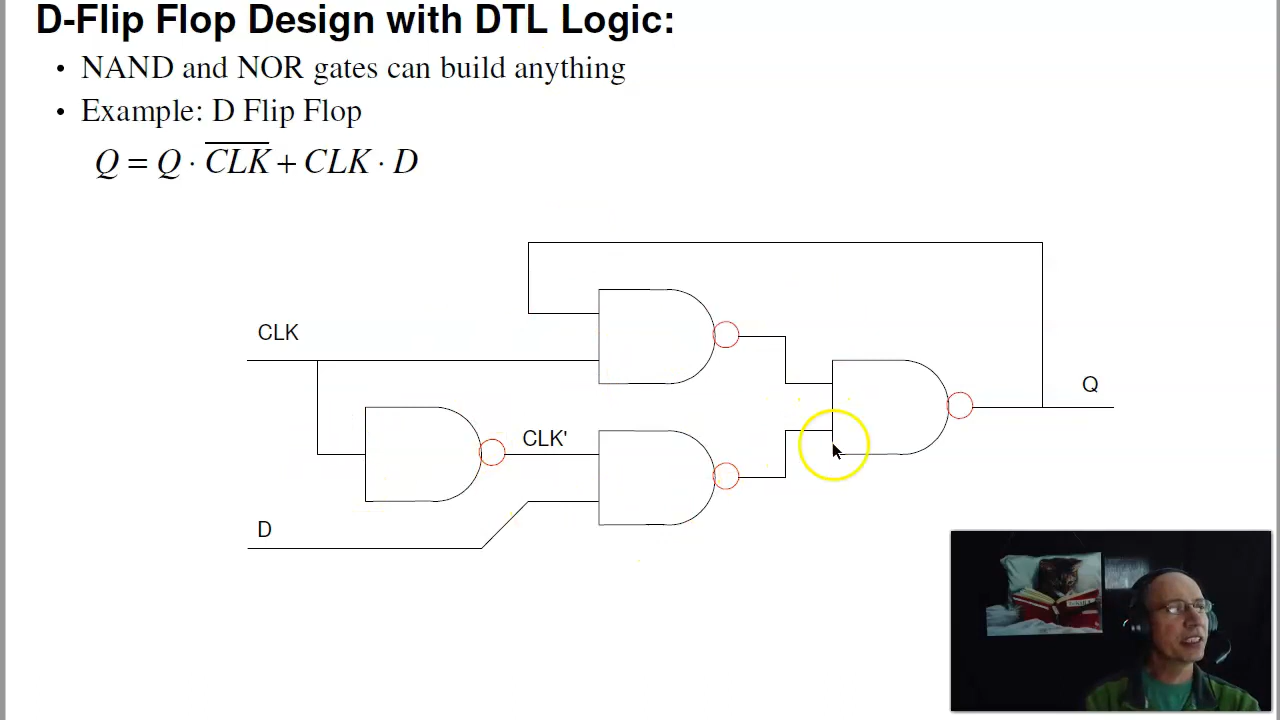 D-Flip Flop Design with DTL Logic:
• NAND and NOR gates can build anything
• Example: D Flip Flop
Q = Q · \overline{CLK} + CLK · D
CLK
Q
CLK'
D